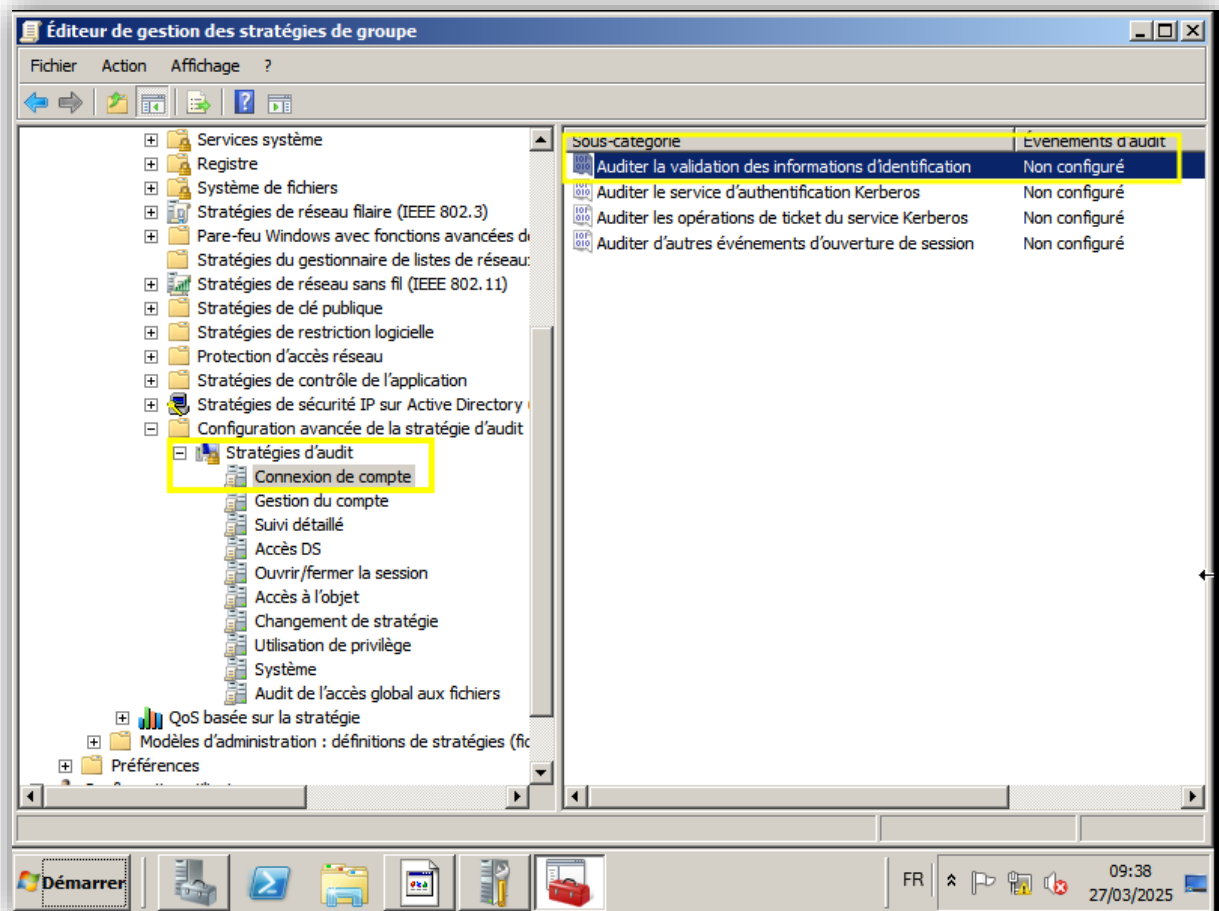 Éditeur de gestion des stratégies de groupe
Fichier Action Affichage ?
Services système
Registre
Système de fichiers
Stratégies de réseau filaire (IEEE 802.3)
Pare-feu Windows avec fonctions avancées de
Stratégies du gestionnaire de listes de réseau
Stratégies de réseau sans fil (IEEE 802.11)
Stratégies de clé publique
Stratégies de restriction logicielle
Protection d'accès réseau
Stratégies de contrôle de l'application
Stratégies de sécurité IP sur Active Directory (
Configuration avancée de la stratégie d'audit
Stratégies d'audit
Connexion de compte
Gestion du compte
Suivi détaillé
Accès DS
Ouvrir/fermer la session
Accès à l'objet
Changement de stratégie
Utilisation de privilège
Système
Audit de l'accès global aux fichiers
QoS basée sur la stratégie
Modèles d'administration : définitions de stratégies (fic
Préférences
Sous-catégorie Événements d'audit
Auditer la validation des informations d'identification Non configuré
Auditer le service d'authentification Kerberos Non configuré
Auditer les opérations de ticket du service Kerberos Non configuré
Auditer d'autres événements d'ouverture de session Non configuré
Démarrer
FR
09:38
27/03/2025